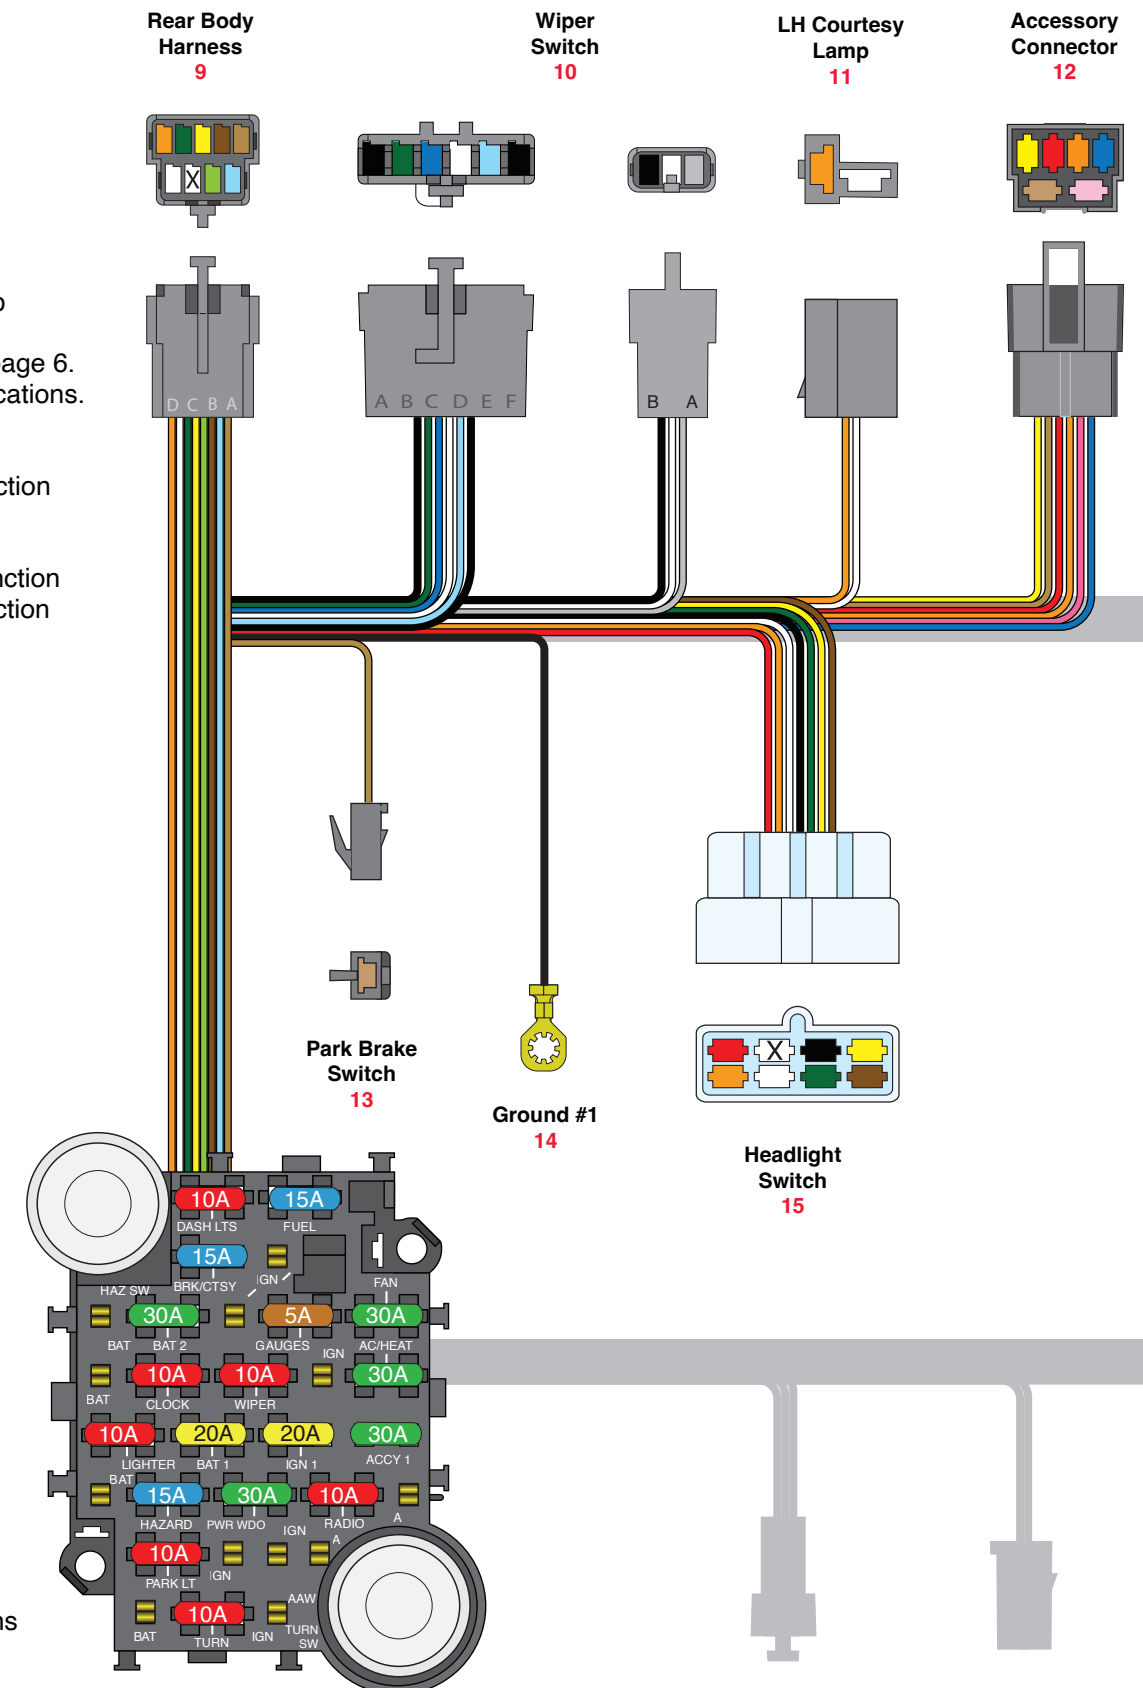 Rear Body
Harness
9
Wiper
Switch
10
LH Courtesy
Lamp
11
Accessory
Connector
12
X
age 6.
cations.
D C B A
A B C D E F
B A
ction
nction
ction
Park Brake
Switch
13
Ground #1
14
X
Headlight
Switch
15
10A 15A
DASH LTS FUEL
15A
HAZ SW BRK/CTSY IGN FAN
30A 5A 30A
BAT BAT 2 GAUGES IGN AC/HEAT
10A 10A 30A
BAT CLOCK WIPER
10A 20A 20A 30A
LIGHTER BAT 1 IGN 1 ACCY 1
BAT
15A 30A 10A
HAZARD PWR WDO IGN RADIO A
A
10A
PARK LT IGN
AAW
10A
BAT TURN IGN TURN
SW
ns